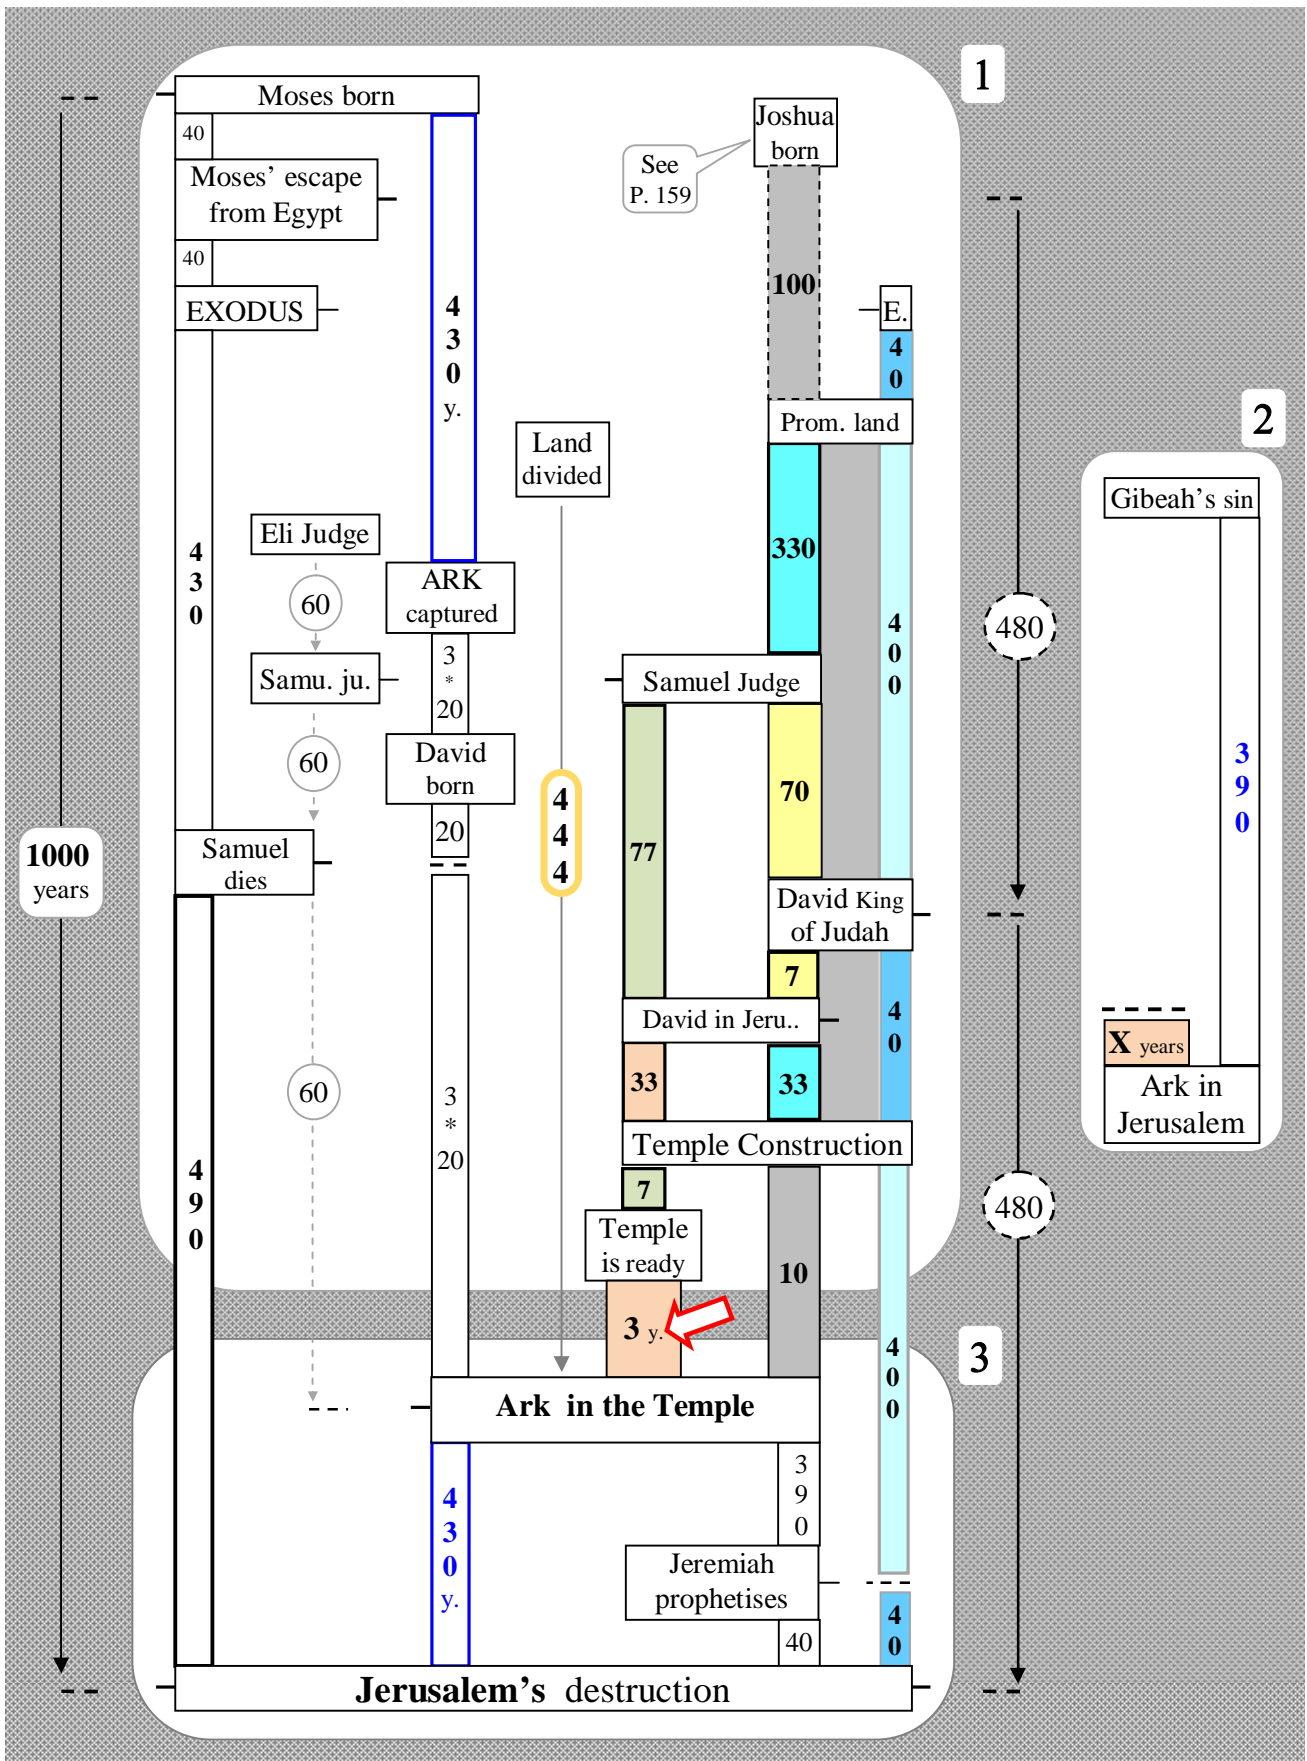 1
Moses born
40
Moses’ escape
from Egypt
40
EXODUS
4
3
0
Samuel
dies
4
9
0
1000
years
Eli Judge
60
Samu. ju.
60
60
4
3
0
y.
ARK
captured
3
*
20
David
born
20
3
*
20
Land
divided
4
4
4
See
P. 159
Joshua
born
100
E.
4
0
Prom. land
330
4
0
0
Samuel Judge
77
70
David King
of Judah
7
David in Jeru..
4
0
33
33
Temple Construction
7
Temple
is ready
10
3 y.
4
0
0
480
480
2
Gibeah’s sin
3
9
0
X years
Ark in
Jerusalem
3
Ark in the Temple
4
3
0
y.
3
9
0
Jeremiah
prophetises
40
4
0
Jerusalem’s destruction